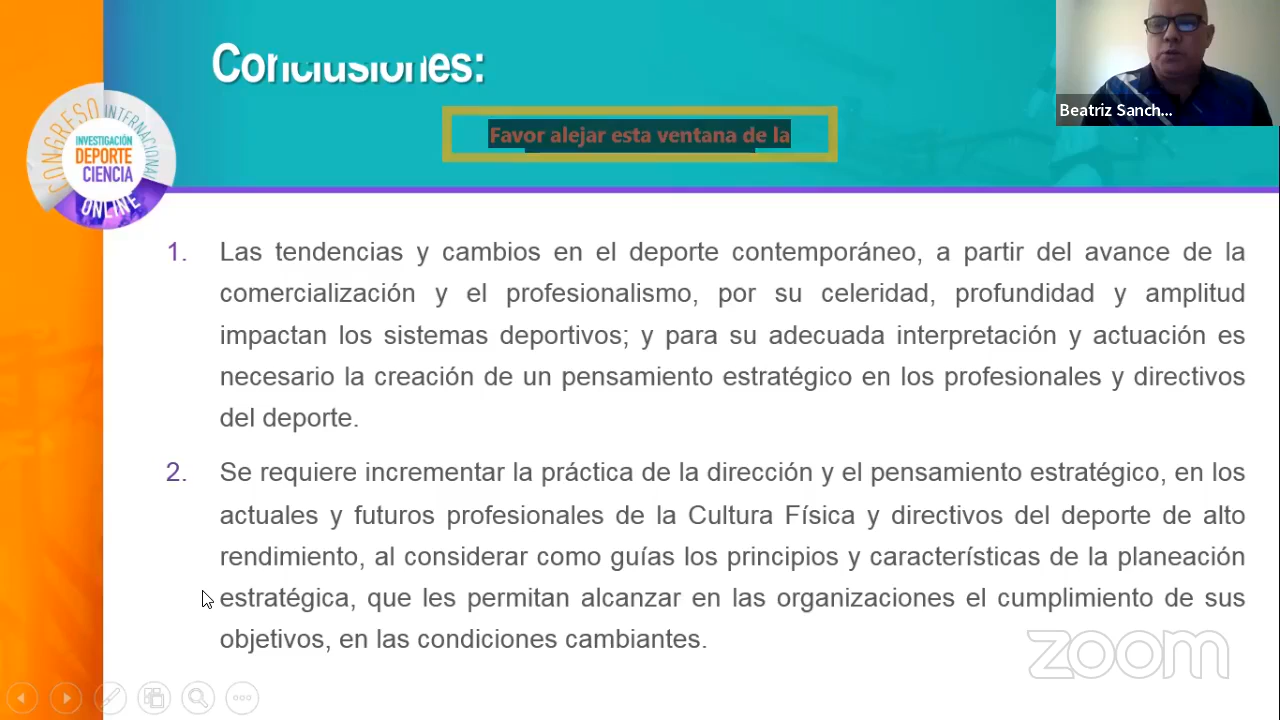 Conclusiones:
Beatriz Sanch...
Favor alejar esta ventana de la
CONGRESO INTERNACIONAL
INVESTIGACIÓN
DEPORTE
CIENCIA
ONLINE
1. Las tendencias y cambios en el deporte contemporáneo, a partir del avance de la
comercialización y el profesionalismo, por su celeridad, profundidad y amplitud
impactan los sistemas deportivos; y para su adecuada interpretación y actuación es
necesario la creación de un pensamiento estratégico en los profesionales y directivos
del deporte.
2. Se requiere incrementar la práctica de la dirección y el pensamiento estratégico, en los
actuales y futuros profesionales de la Cultura Física y directivos del deporte de alto
rendimiento, al considerar como guías los principios y características de la planeación
estratégica, que les permitan alcanzar en las organizaciones el cumplimiento de sus
objetivos, en las condiciones cambiantes.
zoom